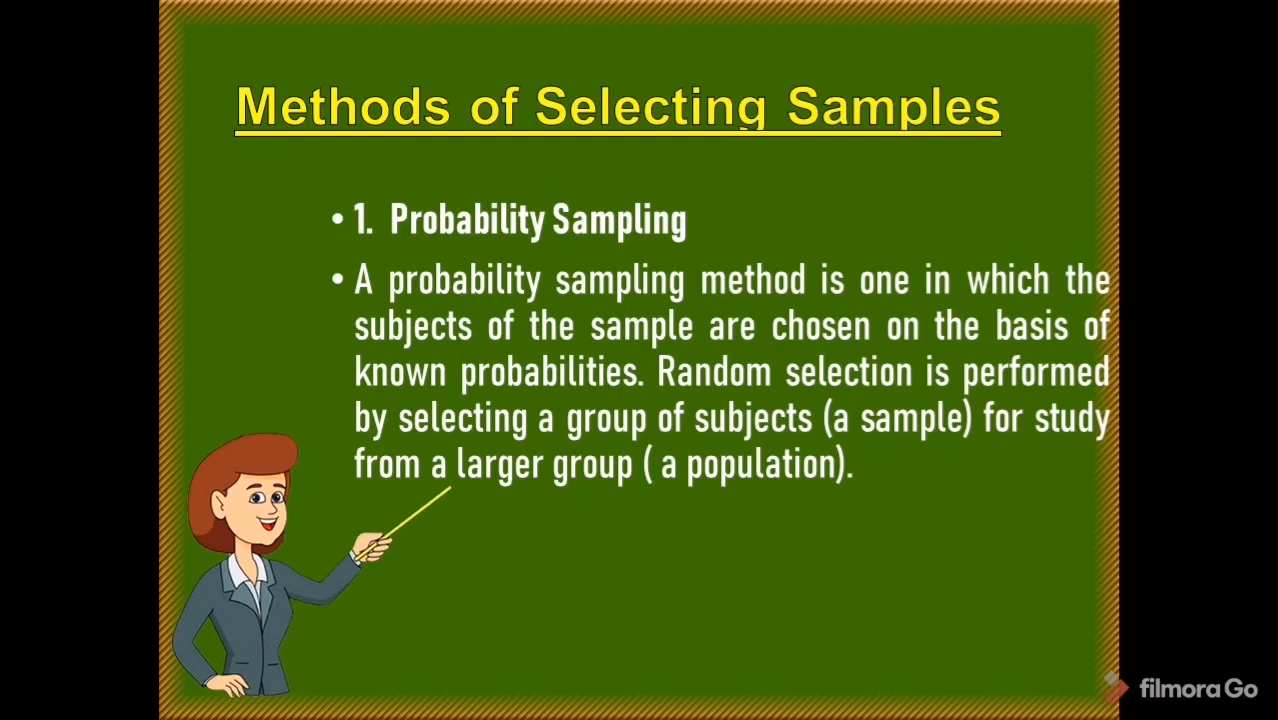 Methods of Selecting Samples
• 1. Probability Sampling
• A probability sampling method is one in which the
subjects of the sample are chosen on the basis of
known probabilities. Random selection is performed
by selecting a group of subjects (a sample) for study
from a larger group ( a population).
filmora Go